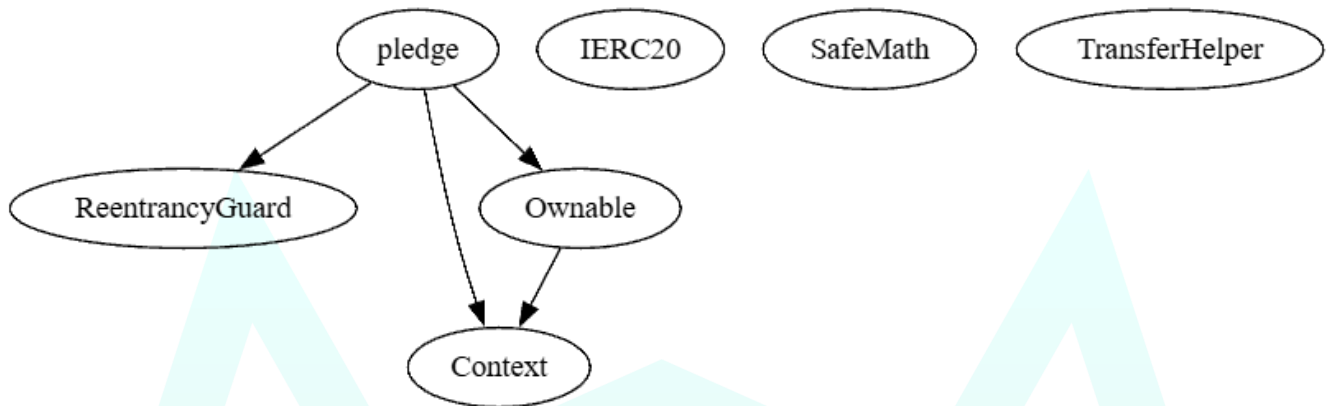 pledge IERC20 SafeMath TransferHelper
ReentrancyGuard Ownable
Context